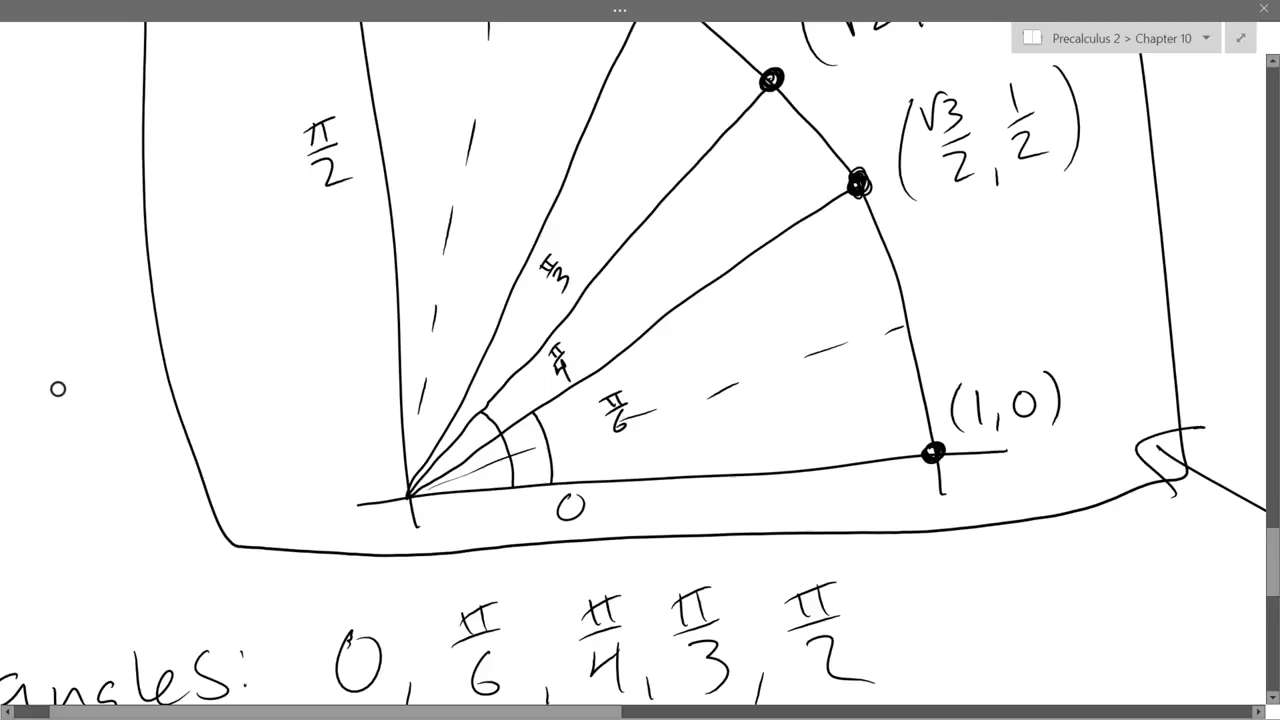 ...
Precalculus 2 > Chapter 10
(√3/2, 1/2)
π/2
π/3
π/4
π/6
(1,0)
0
angles: 0, π/6, π/4, π/3, π/2